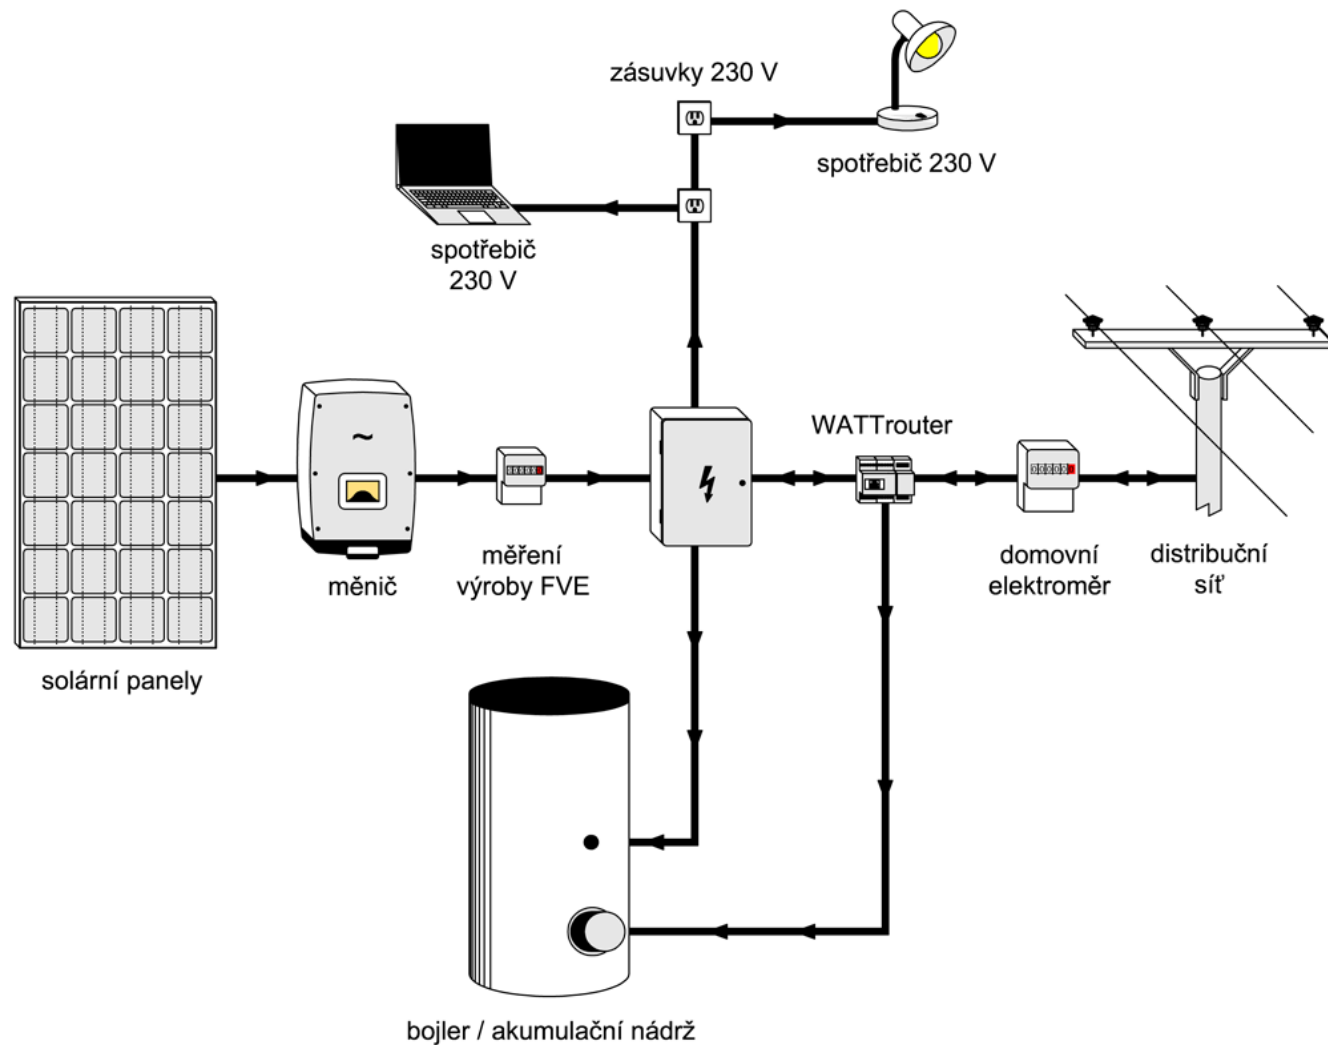 zásuvky 230 V
spotřebič 230 V
spotřebič
230 V
WATTrouter
~
měnič
měření
výroby FVE
domovní
elektroměr
distribuční
síť
solární panely
bojler / akumulační nádrž